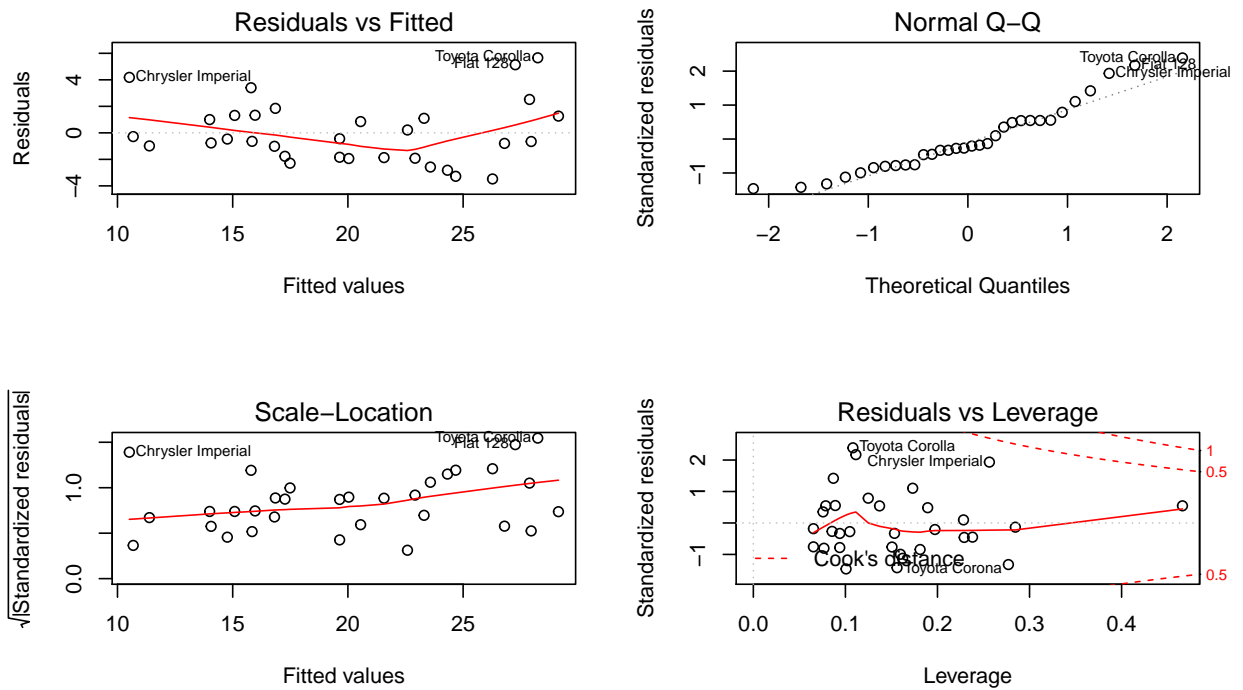 Residuals vs Fitted
Residuals
4
0
−4
Toyota Corolla
Fiat 128
Chrysler Imperial
10 15 20 25
Fitted values
Normal Q−Q
Standardized residuals
2
1
−1
Toyota Corolla
Fiat 128
Chrysler Imperial
−2 −1 0 1 2
Theoretical Quantiles
Scale−Location
√|Standardized residuals|
1.0
0.0
Toyota Corolla
Fiat 128
Chrysler Imperial
10 15 20 25
Fitted values
Residuals vs Leverage
Standardized residuals
2
1
−1
Toyota Corolla
Chrysler Imperial
Cook's distance
Toyota Corona
1
0.5
0.5
0.0 0.1 0.2 0.3 0.4
Leverage